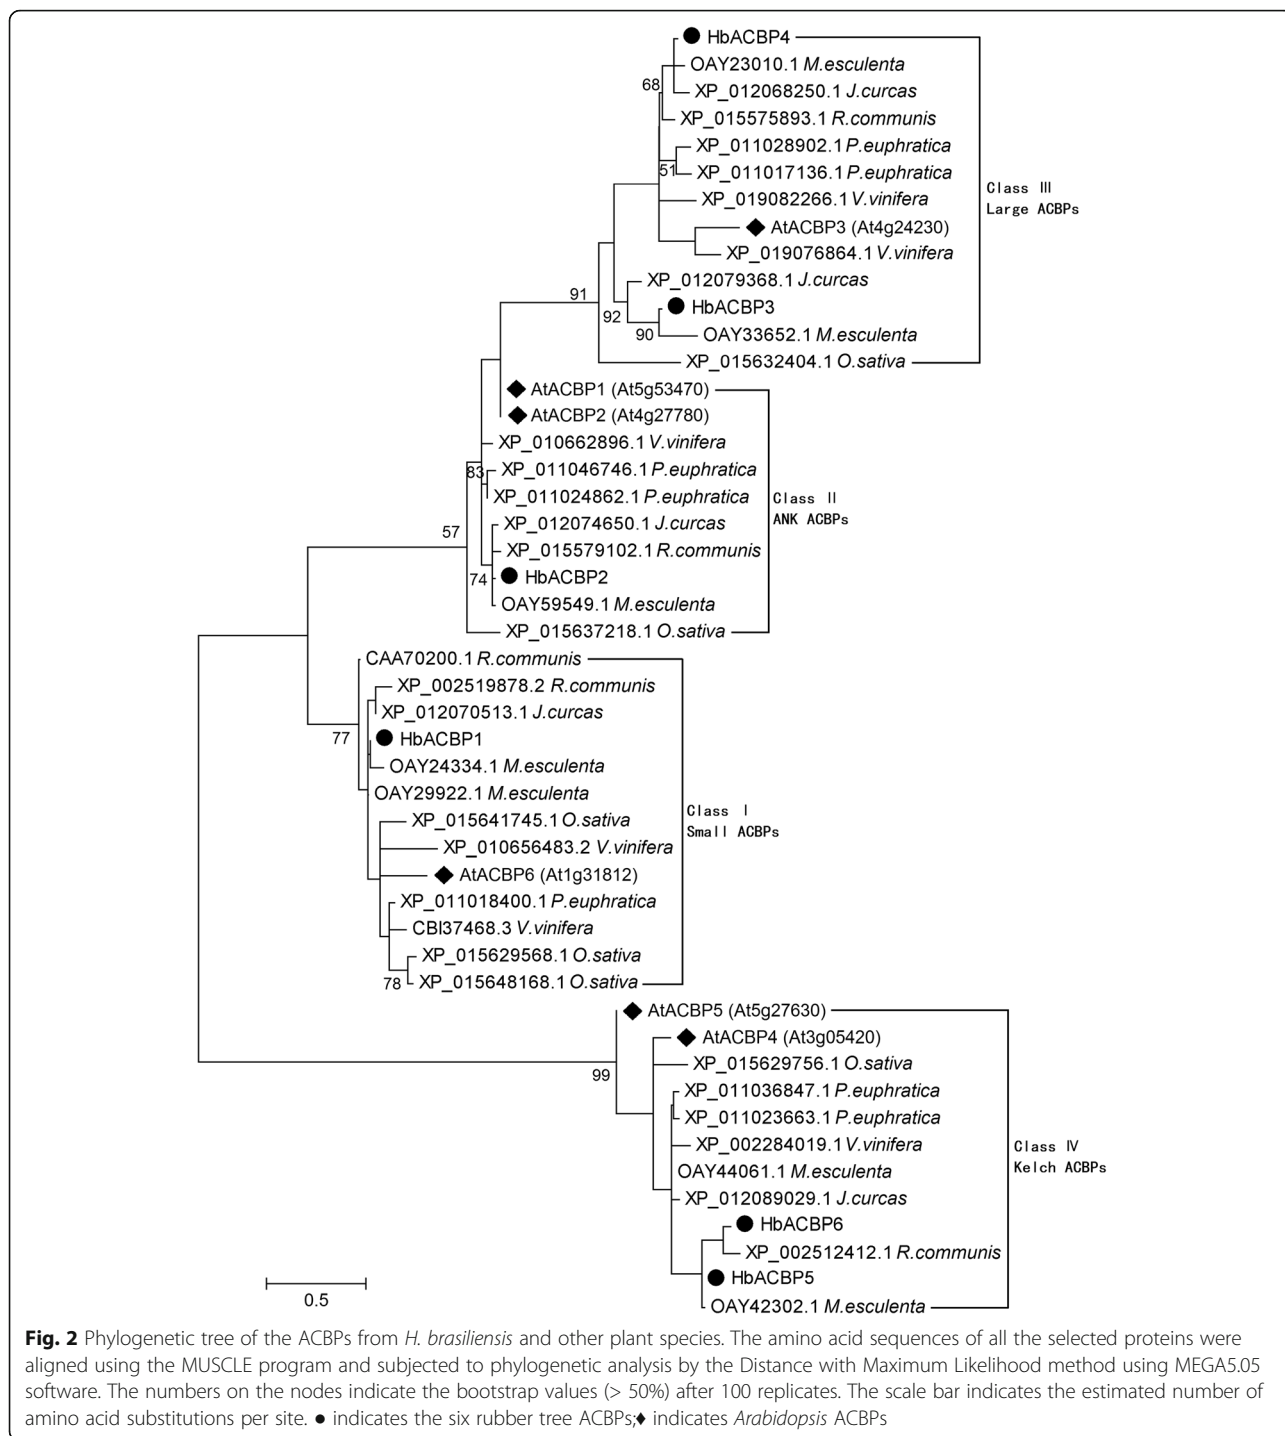 HbACBP4
OAY23010.1 M.esculenta
68
XP_012068250.1 J.curcas
XP_015575893.1 R.communis
XP_011028902.1 P.euphratica
51
XP_011017136.1 P.euphratica
XP_019082266.1 V.vinifera
Class Ⅲ
Large ACBPs
AtACBP3 (At4g24230)
XP_019076864.1 V.vinifera
XP_012079368.1 J.curcas
91
HbACBP3
92
90
OAY33652.1 M.esculenta
XP_015632404.1 O.sativa
AtACBP1 (At5g53470)
AtACBP2 (At4g27780)
XP_010662896.1 V.vinifera
83
XP_011046746.1 P.euphratica
XP_011024862.1 P.euphratica
Class Ⅱ
ANK ACBPs
57
XP_012074650.1 J.curcas
XP_015579102.1 R.communis
74
HbACBP2
OAY59549.1 M.esculenta
XP_015637218.1 O.sativa
CAA70200.1 R.communis
XP_002519878.2 R.communis
XP_012070513.1 J.curcas
77
HbACBP1
OAY24334.1 M.esculenta
OAY29922.1 M.esculenta
Class Ⅰ
Small ACBPs
XP_015641745.1 O.sativa
XP_010656483.2 V.vinifera
AtACBP6 (At1g31812)
XP_011018400.1 P.euphratica
CBI37468.3 V.vinifera
XP_015629568.1 O.sativa
78
XP_015648168.1 O.sativa
AtACBP5 (At5g27630)
AtACBP4 (At3g05420)
XP_015629756.1 O.sativa
99
XP_011036847.1 P.euphratica
XP_011023663.1 P.euphratica
XP_002284019.1 V.vinifera
Class Ⅳ
Kelch ACBPs
OAY44061.1 M.esculenta
XP_012089029.1 J.curcas
HbACBP6
XP_002512412.1 R.communis
HbACBP5
OAY42302.1 M.esculenta
0.5
Fig. 2 Phylogenetic tree of the ACBPs from H. brasiliensis and other plant species. The amino acid sequences of all the selected proteins were
aligned using the MUSCLE program and subjected to phylogenetic analysis by the Distance with Maximum Likelihood method using MEGA5.05
software. The numbers on the nodes indicate the bootstrap values (> 50%) after 100 replicates. The scale bar indicates the estimated number of
amino acid substitutions per site. ● indicates the six rubber tree ACBPs;♦ indicates Arabidopsis ACBPs